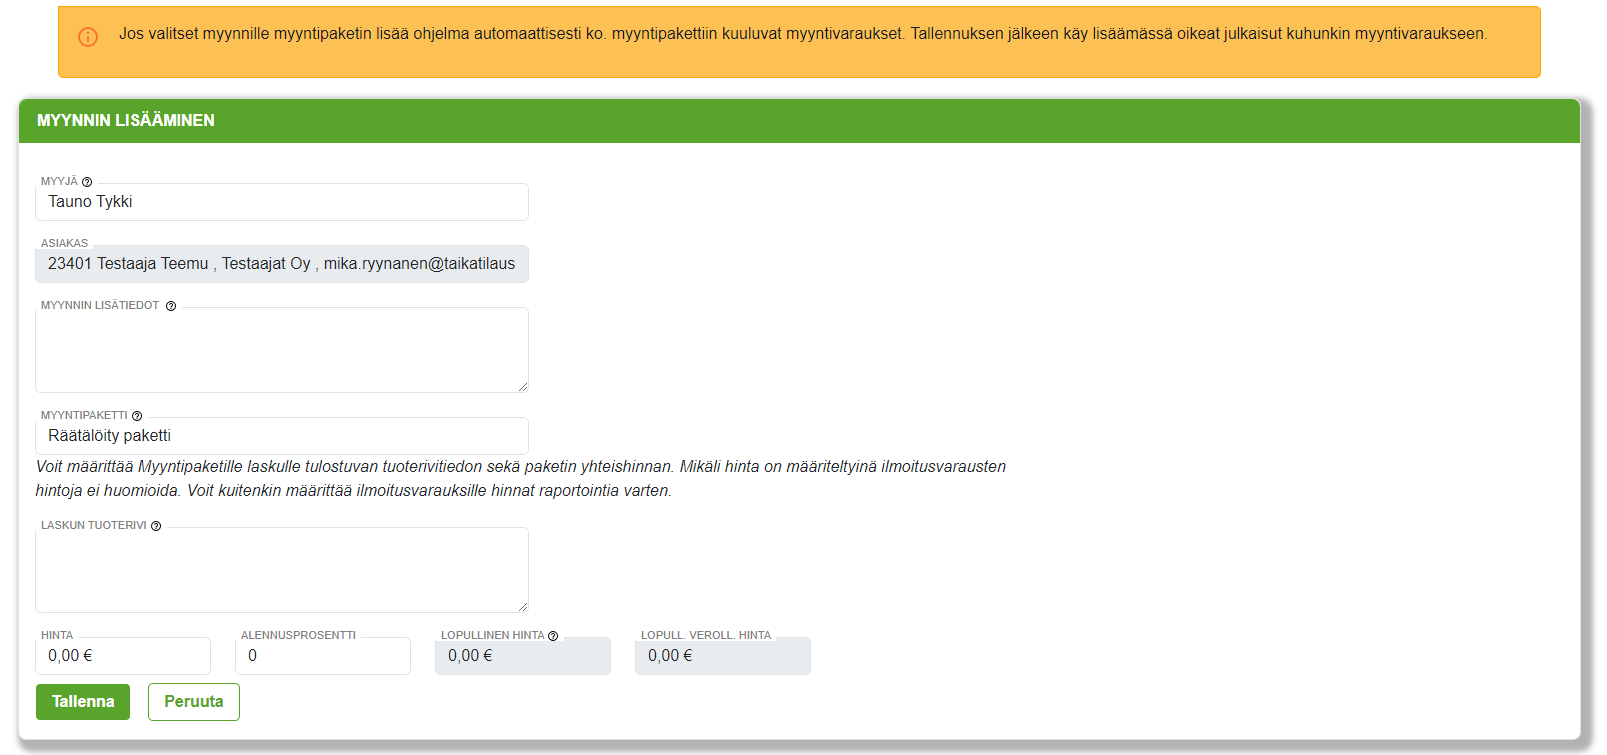 Jos valitset myynnille myyntipaketin lisää ohjelma automaattisesti ko. myyntipakettiin kuuluvat myyntivaraukset. Tallennuksen jälkeen käy lisäämässä oikeat julkaisut kuhunkin myyntivaraukseen.
MYYNNIN LISÄÄMINEN
MYYJÄ
Tauno Tykki
ASIAKAS
23401 Testaaja Teemu , Testaajat Oy , mika.ryynanen@taikatilaus
MYYNNIN LISÄTIEDOT
MYYNTIPAKETTI
Räätälöity paketti
Voit määrittää Myyntipaketille laskulle tulostuvan tuoterivitiedon sekä paketin yhteishinnan. Mikäli hinta on määriteltyinä ilmoitusvarausten
hintoja ei huomioida. Voit kuitenkin määrittää ilmoitusvarauksille hinnat raportointia varten.
LASKUN TUOTERIVI
HINTA ALENNUSPROSENTTI LOPULLINEN HINTA LOPULL. VEROLL. HINTA
0,00 € 0 0,00 € 0,00 €
Tallenna Peruuta